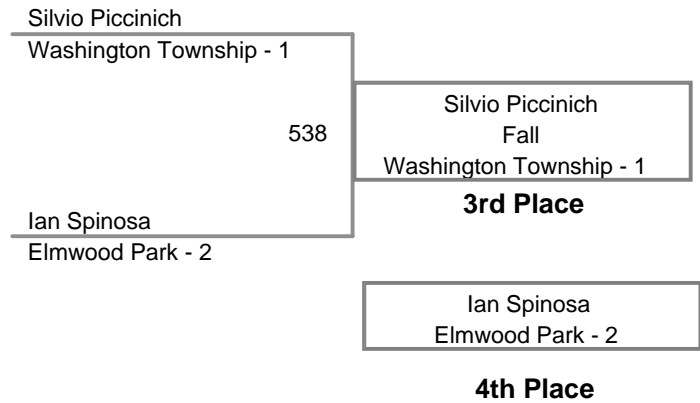 Silvio Piccinich
Washington Township - 1
538
Silvio Piccinich
Fall
Washington Township - 1
3rd Place
Ian Spinosa
Elmwood Park - 2
Ian Spinosa
Elmwood Park - 2
4th Place